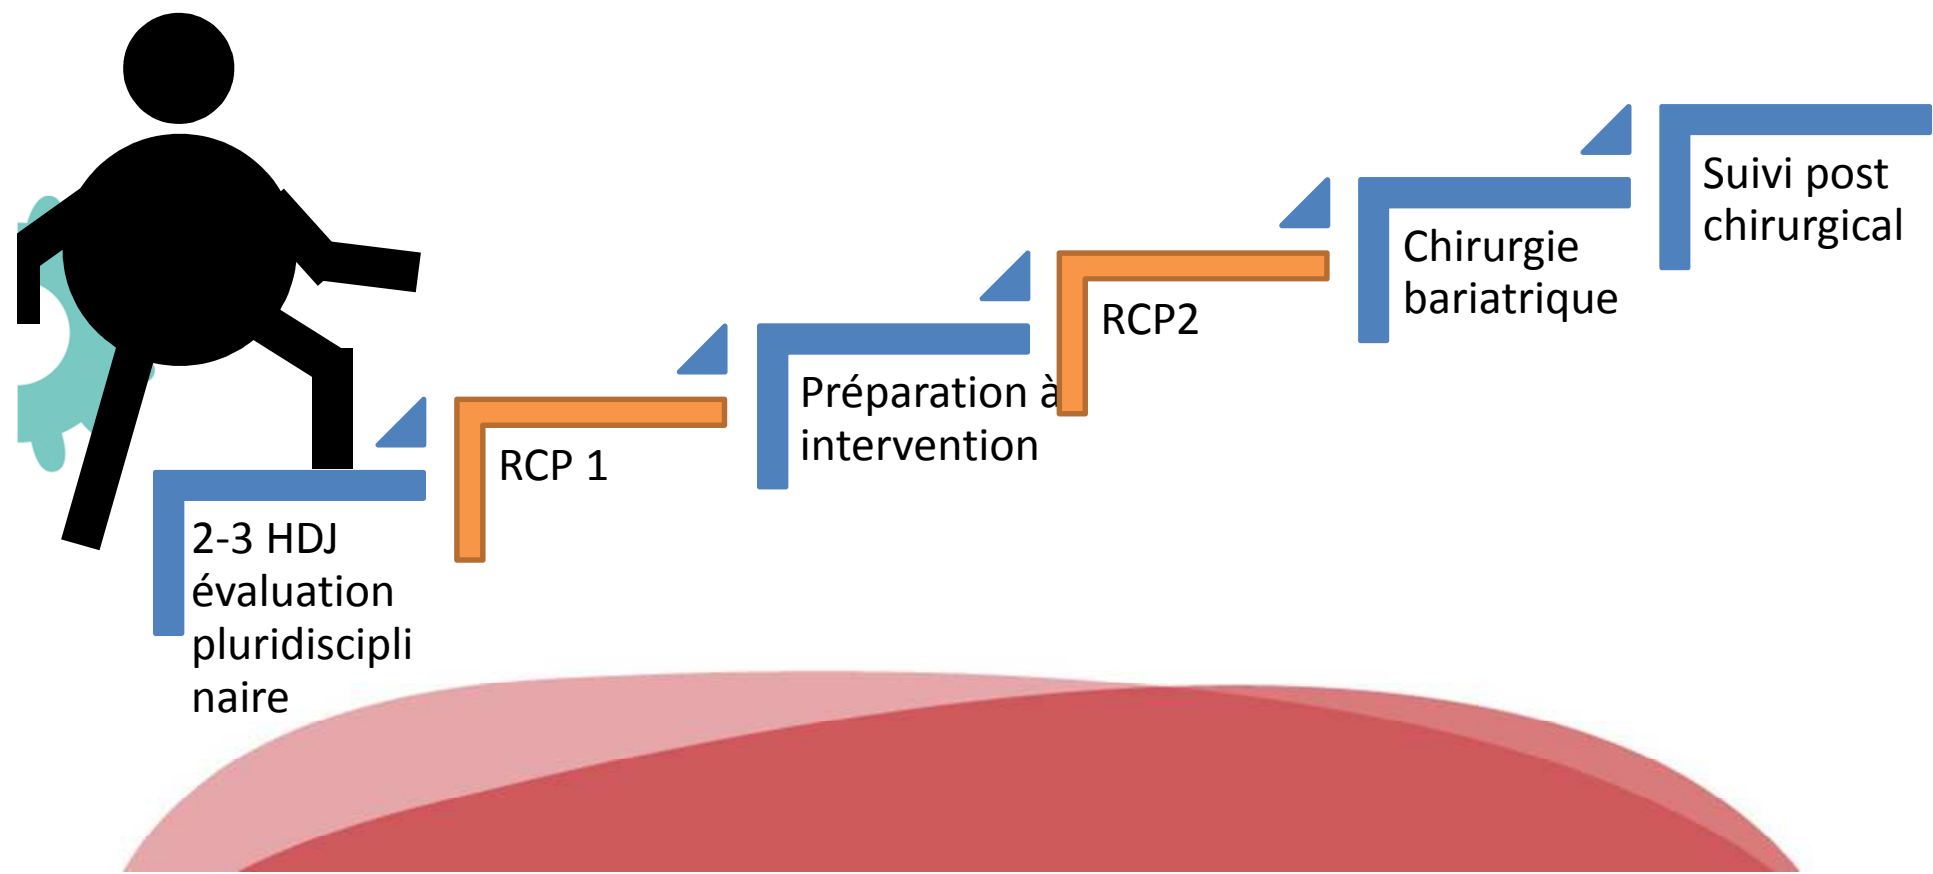 2-3 HDJ
évaluation
pluridiscipli
naire
RCP 1
Préparation à
intervention
RCP2
Chirurgie
bariatrique
Suivi post
chirurgical